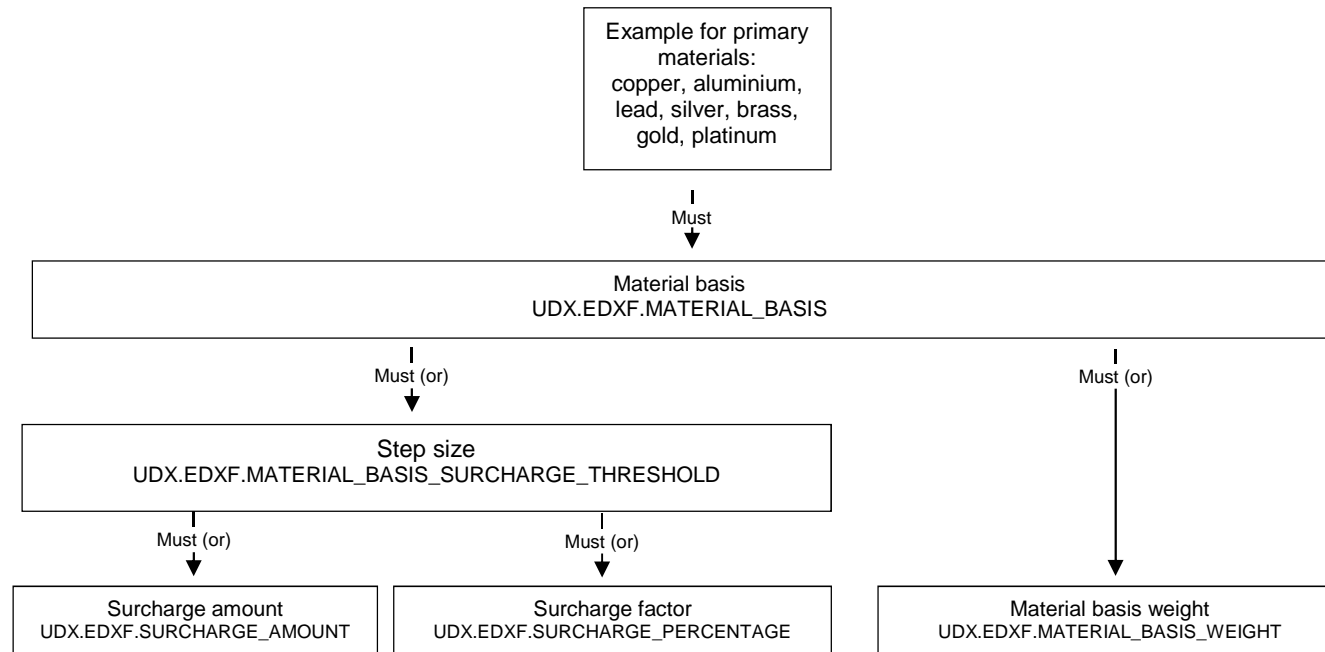 Example for primary
materials:
copper, aluminium,
lead, silver, brass,
gold, platinum
Must
Material basis
UDX.EDXF.MATERIAL_BASIS
Must (or)
Must (or)
Step size
UDX.EDXF.MATERIAL_BASIS_SURCHARGE_THRESHOLD
Must (or)
Must (or)
Surcharge amount
UDX.EDXF.SURCHARGE_AMOUNT
Surcharge factor
UDX.EDXF.SURCHARGE_PERCENTAGE
Material basis weight
UDX.EDXF.MATERIAL_BASIS_WEIGHT